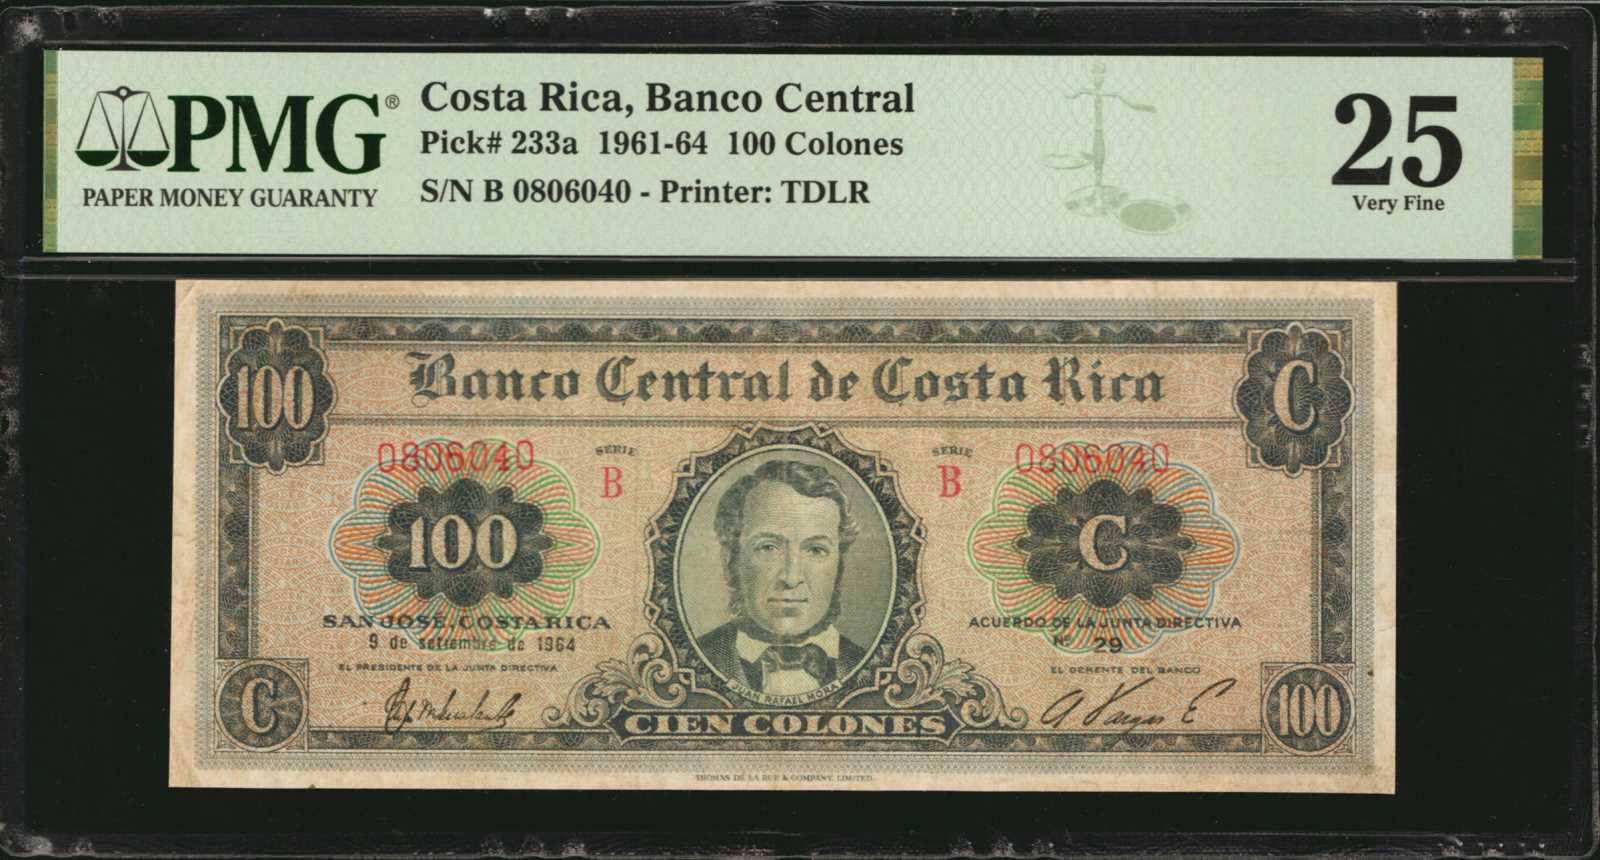 PMG®
PAPER MONEY GUARANTY
Costa Rica, Banco Central
Pick# 233a 1961-64 100 Colones
S/N B 0806040 - Printer: TDLR
25
Very Fine
100
Banco Central de Costa Rica
C
0806040
SERIE
B
SERIE
B
0806040
100
C
SAN JOSÉ, COSTA RICA
9 de setiembre de 1964
EL PRESIDENTE DE LA JUNTA DIRECTIVA
ACUERDO DE LA JUNTA DIRECTIVA
Nº 29
EL GERENTE DEL BANCO
JUAN RAFAEL MORA
C
CIEN COLONES
A Vargas E
100
THOMAS DE LA RUE & COMPANY, LIMITED.